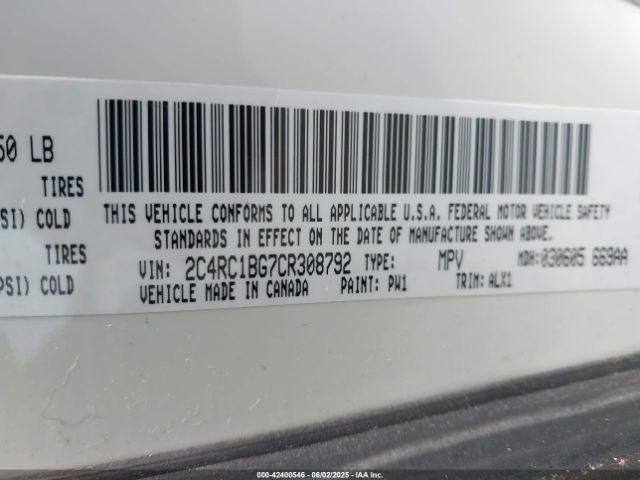 50 LB
TIRES
PSI) COLD
TIRES
PSI) COLD
THIS VEHICLE CONFORMS TO ALL APPLICABLE U.S.A. FEDERAL MOTOR VEHICLE SAFETY
STANDARDS IN EFFECT ON THE DATE OF MANUFACTURE SHOWN ABOVE.
VIN: 2C4RC1BG7CR308792 TYPE: MPV MDH:030605 669AA
VEHICLE MADE IN CANADA PAINT: PW1 TRIM: ALX1
000-42400546 - 06/02/2025 - IAAI.COM